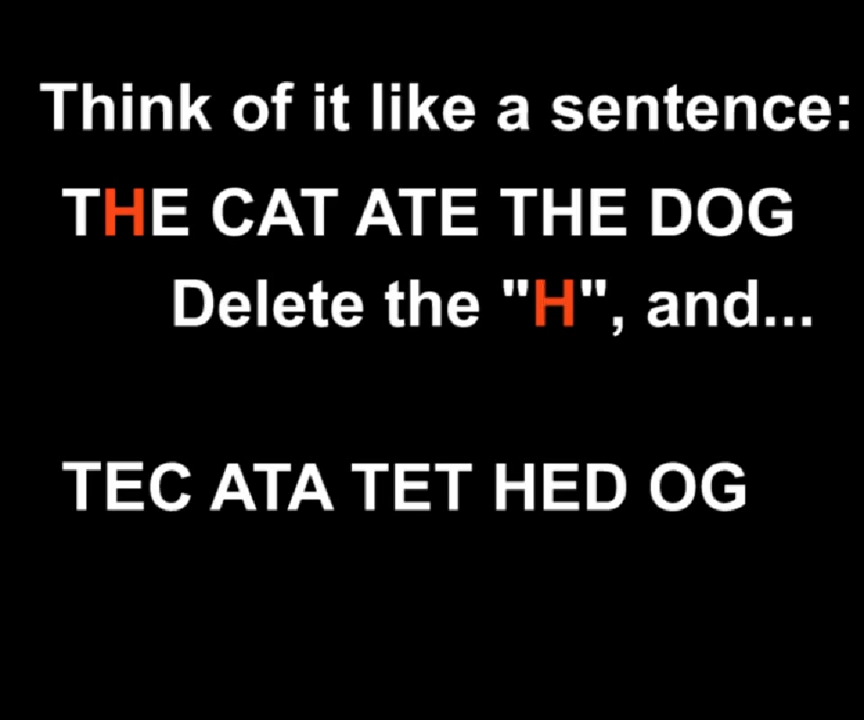 Think of it like a sentence:
THE CAT ATE THE DOG
Delete the "H", and...
TEC ATA TET HED OG